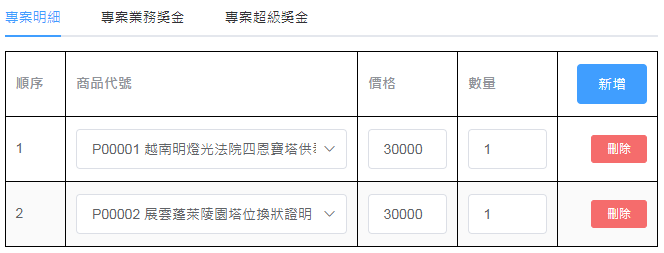 專案明細 專案業務獎金 專案超級獎金
順序 商品代號 價格 數量 新增
1 P00001 越南明燈光法院四恩寶塔供 30000 1 刪除
2 P00002 展雲蓬萊陵園塔位換狀證明 30000 1 刪除